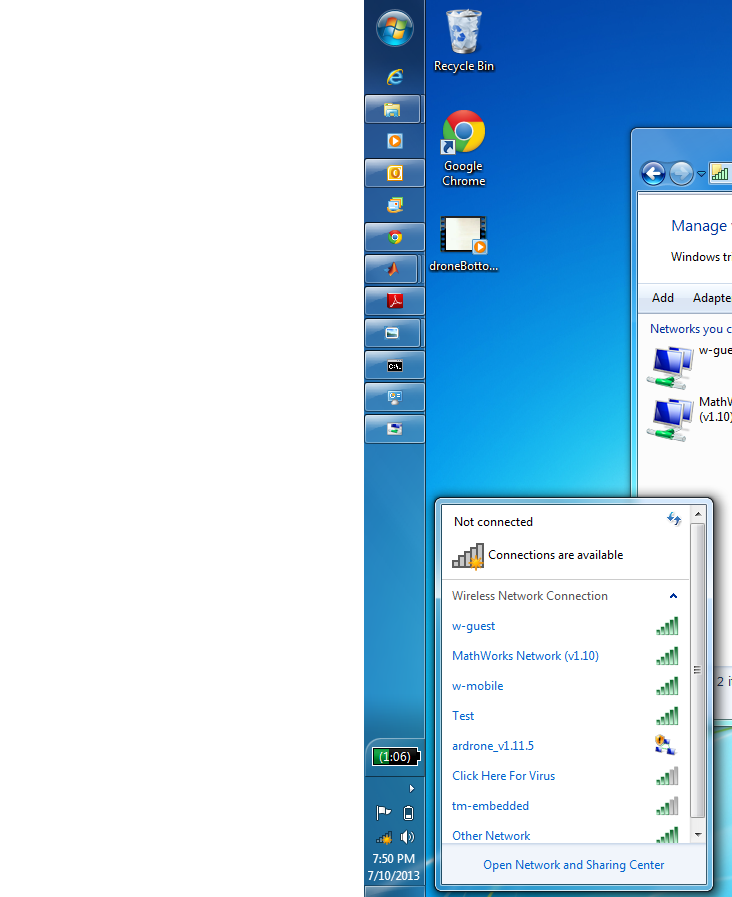 Recycle Bin
Google
Chrome
droneBotto...
Manage
Windows tr
Add Adapte
Networks you c
w-gue
MathW
(v1.10)
2 i
Not connected
Connections are available
Wireless Network Connection
w-guest
MathWorks Network (v1.10)
w-mobile
Test
ardrone_v1.11.5
Click Here For Virus
tm-embedded
Other Network
Open Network and Sharing Center
(1:06)
7:50 PM
7/10/2013